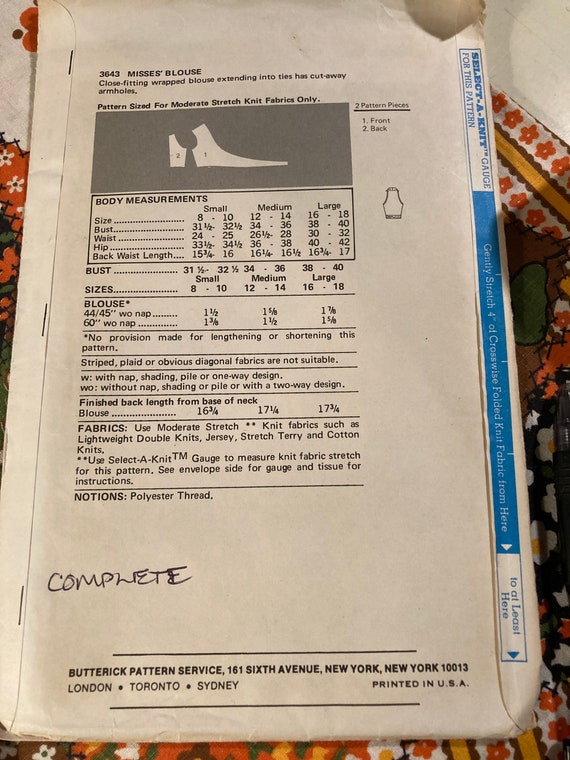 3643 MISSES' BLOUSE
Close-fitting wrapped blouse extending into ties has cut-away
armholes.
Pattern Sized For Moderate Stretch Knit Fabrics Only.
2 Pattern Pieces
1. Front
2. Back
2 1
BODY MEASUREMENTS
Small Medium Large
Size 8 - 10 12 - 14 16 - 18
Bust 31½- 32½ 34 - 36 38 - 40
Waist 24 - 25 26½- 28 30 - 32
Hip 33½- 34½ 36 - 38 40 - 42
Back Waist Length 15¾- 16 16¼- 16½ 16¾- 17
BUST 31 ½- 32 ½ 34 - 36 38 - 40
Small Medium Large
SIZES 8 - 10 12 - 14 16 - 18
BLOUSE*
44/45" wo nap 1½ 1⅝ 1⅞
60" wo nap 1⅜ 1½ 1⅝
*No provision made for lengthening or shortening this
pattern.
Striped, plaid or obvious diagonal fabrics are not suitable.
w: with nap, shading, pile or one-way design.
wo: without nap, shading or pile or with a two-way design.
Finished back length from base of neck
Blouse 16¾ 17¼ 17¾
FABRICS: Use Moderate Stretch ** Knit fabrics such as
Lightweight Double Knits, Jersey, Stretch Terry and Cotton
Knits.
**Use Select-A-Knit™ Gauge to measure knit fabric stretch
for this pattern. See envelope side for gauge and tissue for
instructions.
NOTIONS: Polyester Thread.
COMPLETE
BUTTERICK PATTERN SERVICE, 161 SIXTH AVENUE, NEW YORK, NEW YORK 10013
LONDON • TORONTO • SYDNEY PRINTED IN U.S.A.
SELECT-A-KNIT™ GAUGE
FOR THIS PATTERN
Gently Stretch 4" of Crosswise Folded Knit Fabric from Here
to at Least
Here